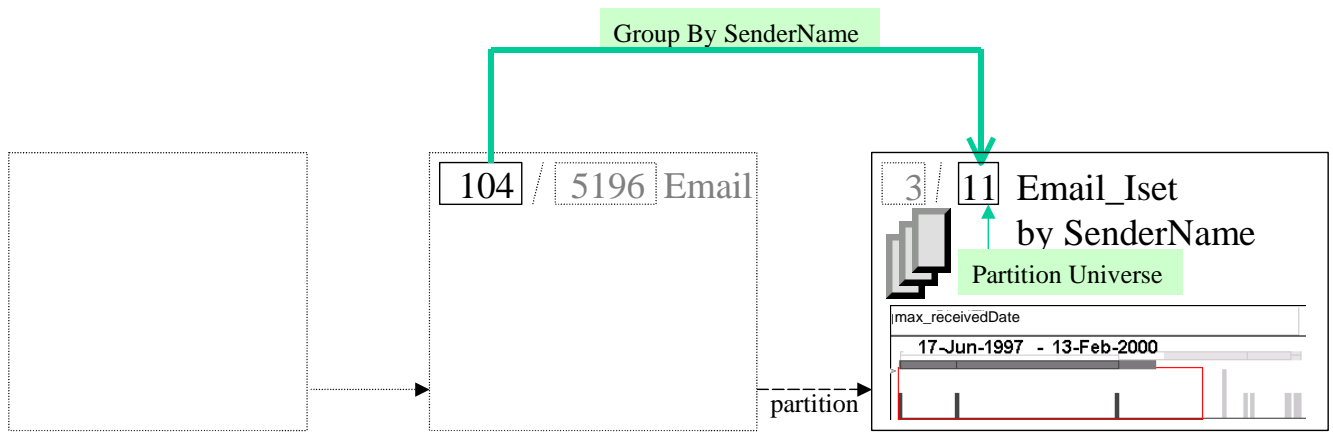 Group By SenderName
104 / 5196 Email
3 / 11 Email_Iset
by SenderName
Partition Universe
max_receivedDate
17-Jun-1997 - 13-Feb-2000
partition